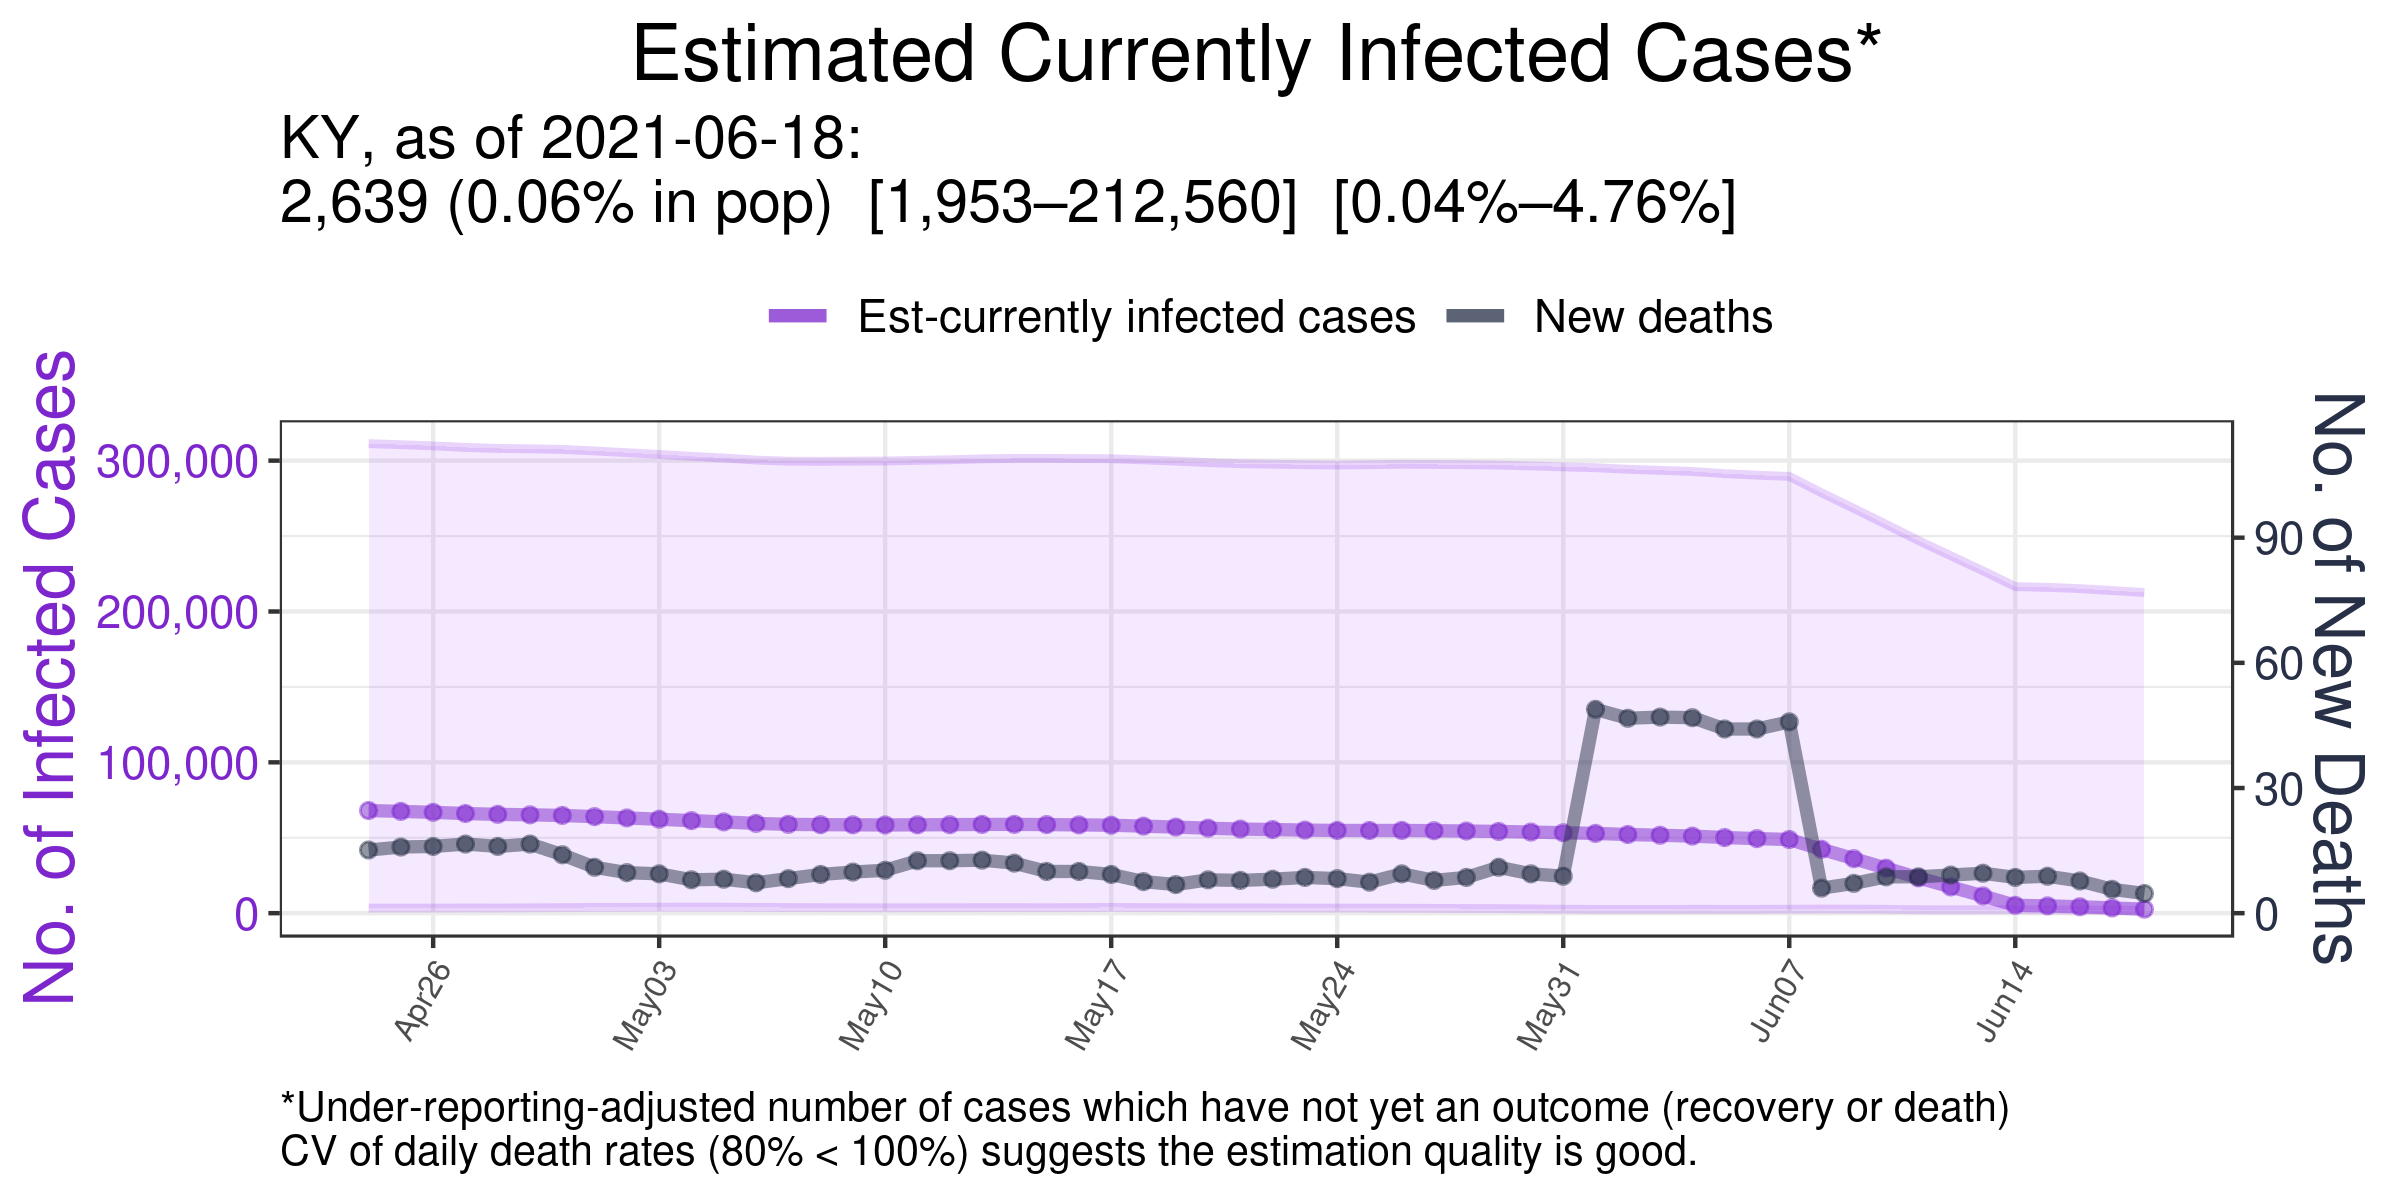 Estimated Currently Infected Cases*
KY, as of 2021-06-18:
2,639 (0.06% in pop)  [1,953–212,560]  [0.04%–4.76%]
Est-currently infected cases
New deaths
No. of Infected Cases
300,000
200,000
100,000
0
No. of New Deaths
90
60
30
0
Apr26
May03
May10
May17
May24
May31
Jun07
Jun14
*Under-reporting-adjusted number of cases which have not yet an outcome (recovery or death)
CV of daily death rates (80% < 100%) suggests the estimation quality is good.